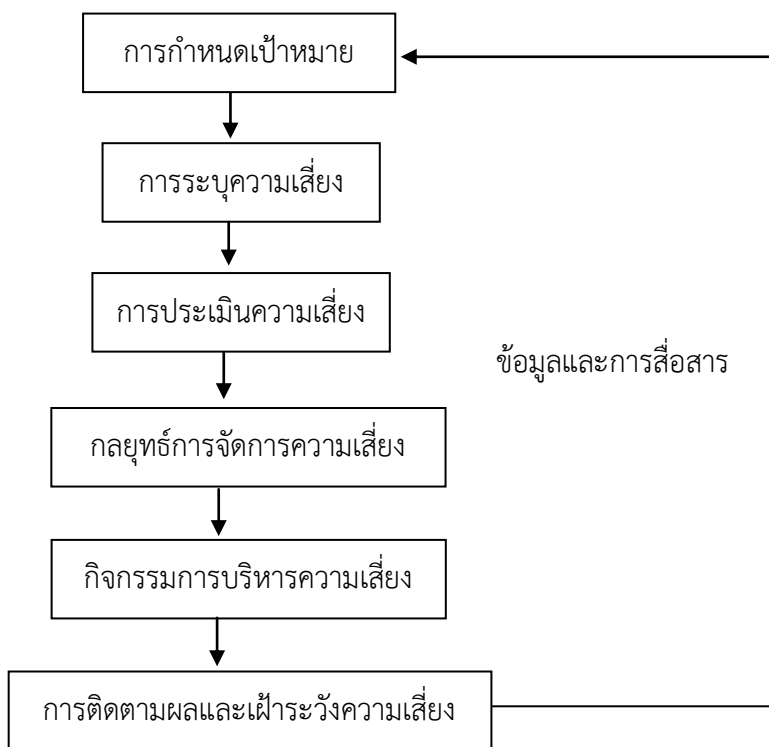 การกำหนดเป้าหมาย
การระบุความเสี่ยง
การประเมินความเสี่ยง
ข้อมูลและการสื่อสาร
กลยุทธ์การจัดการความเสี่ยง
กิจกรรมการบริหารความเสี่ยง
การติดตามผลและเฝ้าระวังความเสี่ยง